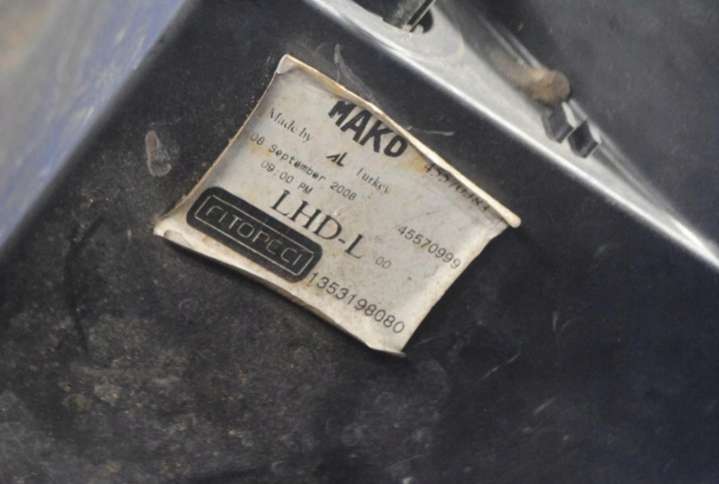 MAKO
Made by AL Turkey
08 September 2008
09:00 PM
45570999
LHD-L 00
FITOPECI
1353198080